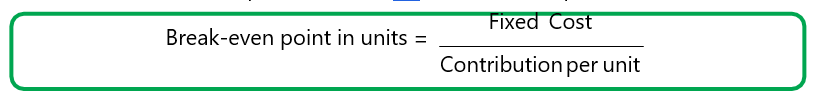 Fixed Cost
Break-even point in units =
Contribution per unit